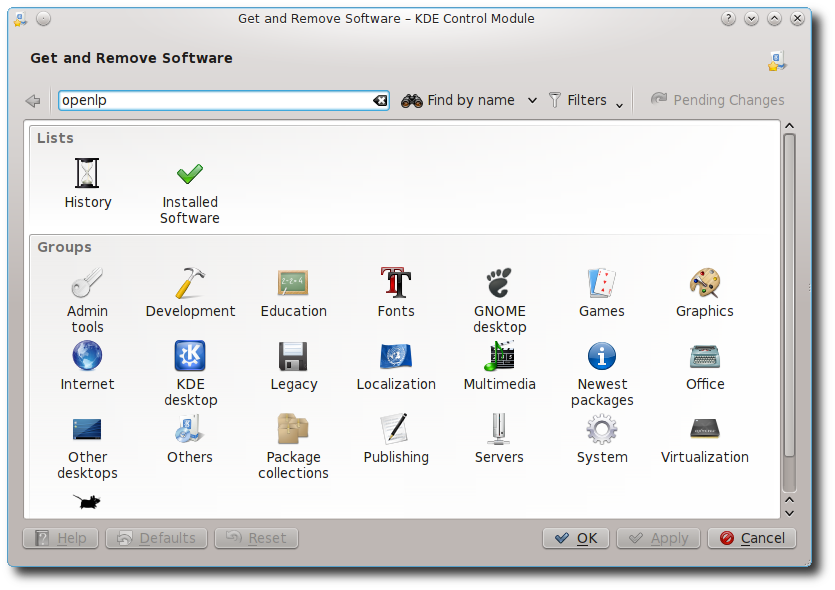 Get and Remove Software – KDE Control Module
Get and Remove Software
openlp
Find by name
Filters
Pending Changes
Lists
History
Installed
Software
Groups
Admin
tools
Development
Education
Fonts
GNOME
desktop
Games
Graphics
Internet
KDE
desktop
Legacy
Localization
Multimedia
Newest
packages
Office
Other
desktops
Others
Package
collections
Publishing
Servers
System
Virtualization
Help
Defaults
Reset
OK
Apply
Cancel